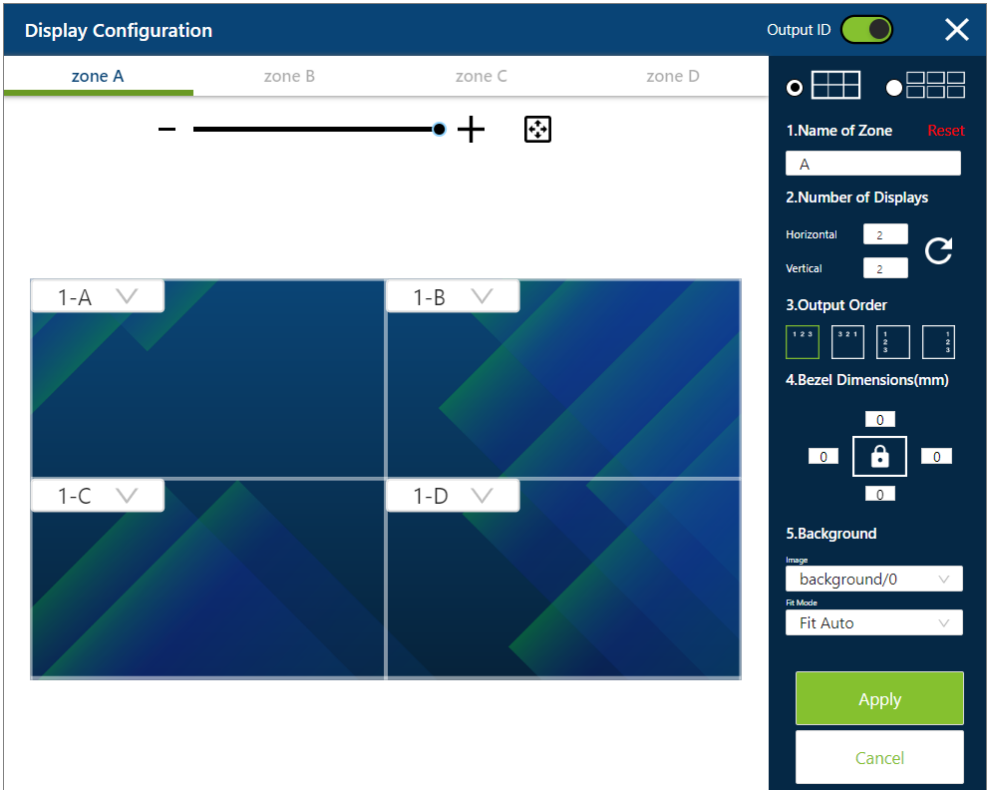 Display Configuration
Output ID
zone A
zone B
zone C
zone D
1.Name of Zone
Reset
A
2.Number of Displays
Horizontal
2
Vertical
2
3.Output Order
1 2 3
3 2 1
1
2
3
1
2
3
4.Bezel Dimensions(mm)
0
0
0
0
5.Background
Image
background/0
Fit Mode
Fit Auto
Apply
Cancel
1-A
1-B
1-C
1-D